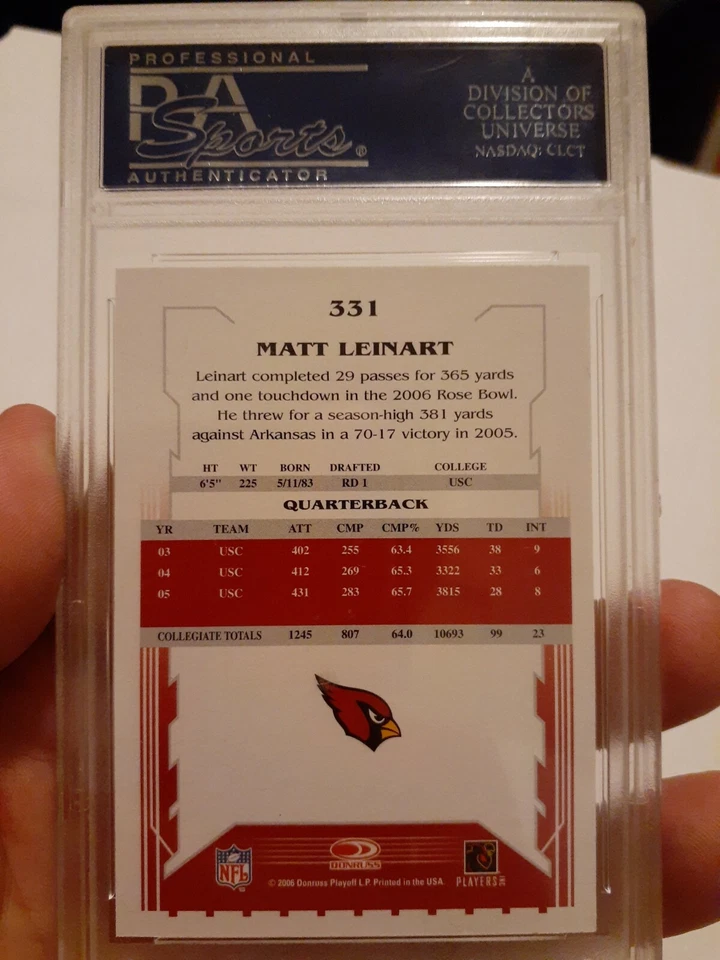 PROFESSIONAL
PSA
Sports®
AUTHENTICATOR
A
DIVISION OF
COLLECTORS
UNIVERSE
NASDAQ: CLCT
331
MATT LEINART
Leinart completed 29 passes for 365 yards
and one touchdown in the 2006 Rose Bowl.
He threw for a season-high 381 yards
against Arkansas in a 70-17 victory in 2005.
HT WT BORN DRAFTED COLLEGE
6'5" 225 5/11/83 RD 1 USC
QUARTERBACK
YR TEAM ATT CMP CMP% YDS TD INT
03 USC 402 255 63.4 3556 38 9
04 USC 412 269 65.3 3322 33 6
05 USC 431 283 65.7 3815 28 8
COLLEGIATE TOTALS 1245 807 64.0 10693 99 23
NFL
DONRUSS
© 2006 Donruss Playoff L.P. Printed in the USA.
PLAYERS INC